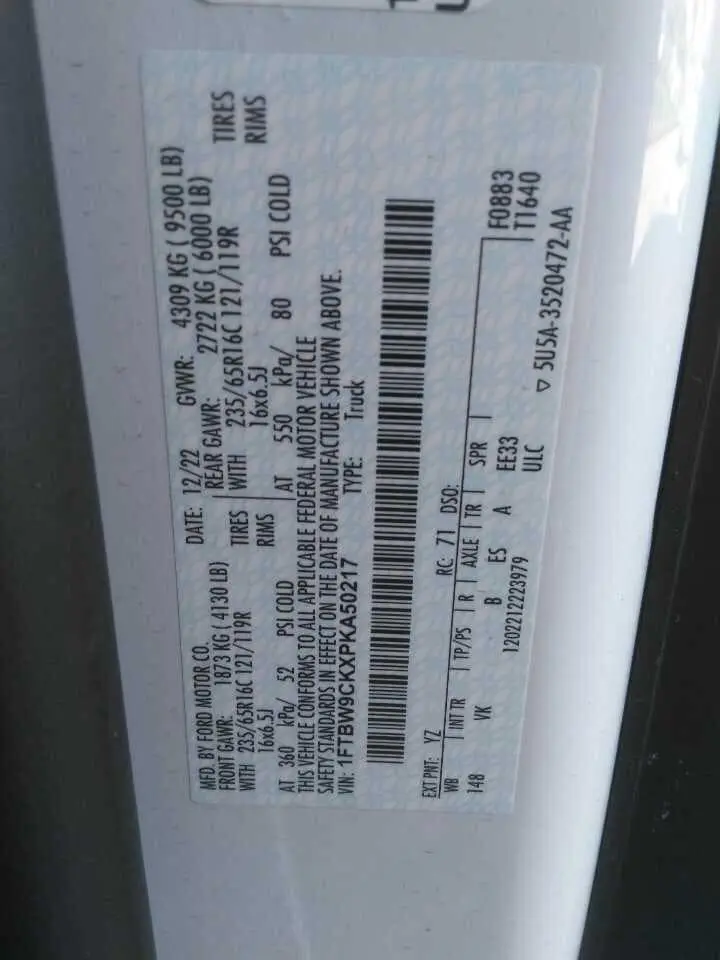 MFD. BY FORD MOTOR CO.
DATE: 12/22 GVWR: 4309 KG ( 9500 LB)
FRONT GAWR: 1873 KG ( 4130 LB)
REAR GAWR: 2722 KG ( 6000 LB)
WITH 235/65R16C 121/119R TIRES
WITH 235/65R16C 121/119R TIRES
16x6.5J RIMS
16x6.5J RIMS
AT 360 kPa/ 52 PSI COLD
AT 550 kPa/ 80 PSI COLD
THIS VEHICLE CONFORMS TO ALL APPLICABLE FEDERAL MOTOR VEHICLE
SAFETY STANDARDS IN EFFECT ON THE DATE OF MANUFACTURE SHOWN ABOVE.
VIN: 1FTBW9CKXPKA50217 TYPE: Truck
EXT PNT: YZ RC: 71 DSO:
WB INT TR TP/PS R AXLE TR SPR
F0883
T1640
148 VK B ES A EE33
1202212223979 ULC
▽ 5U5A-3520472-AA